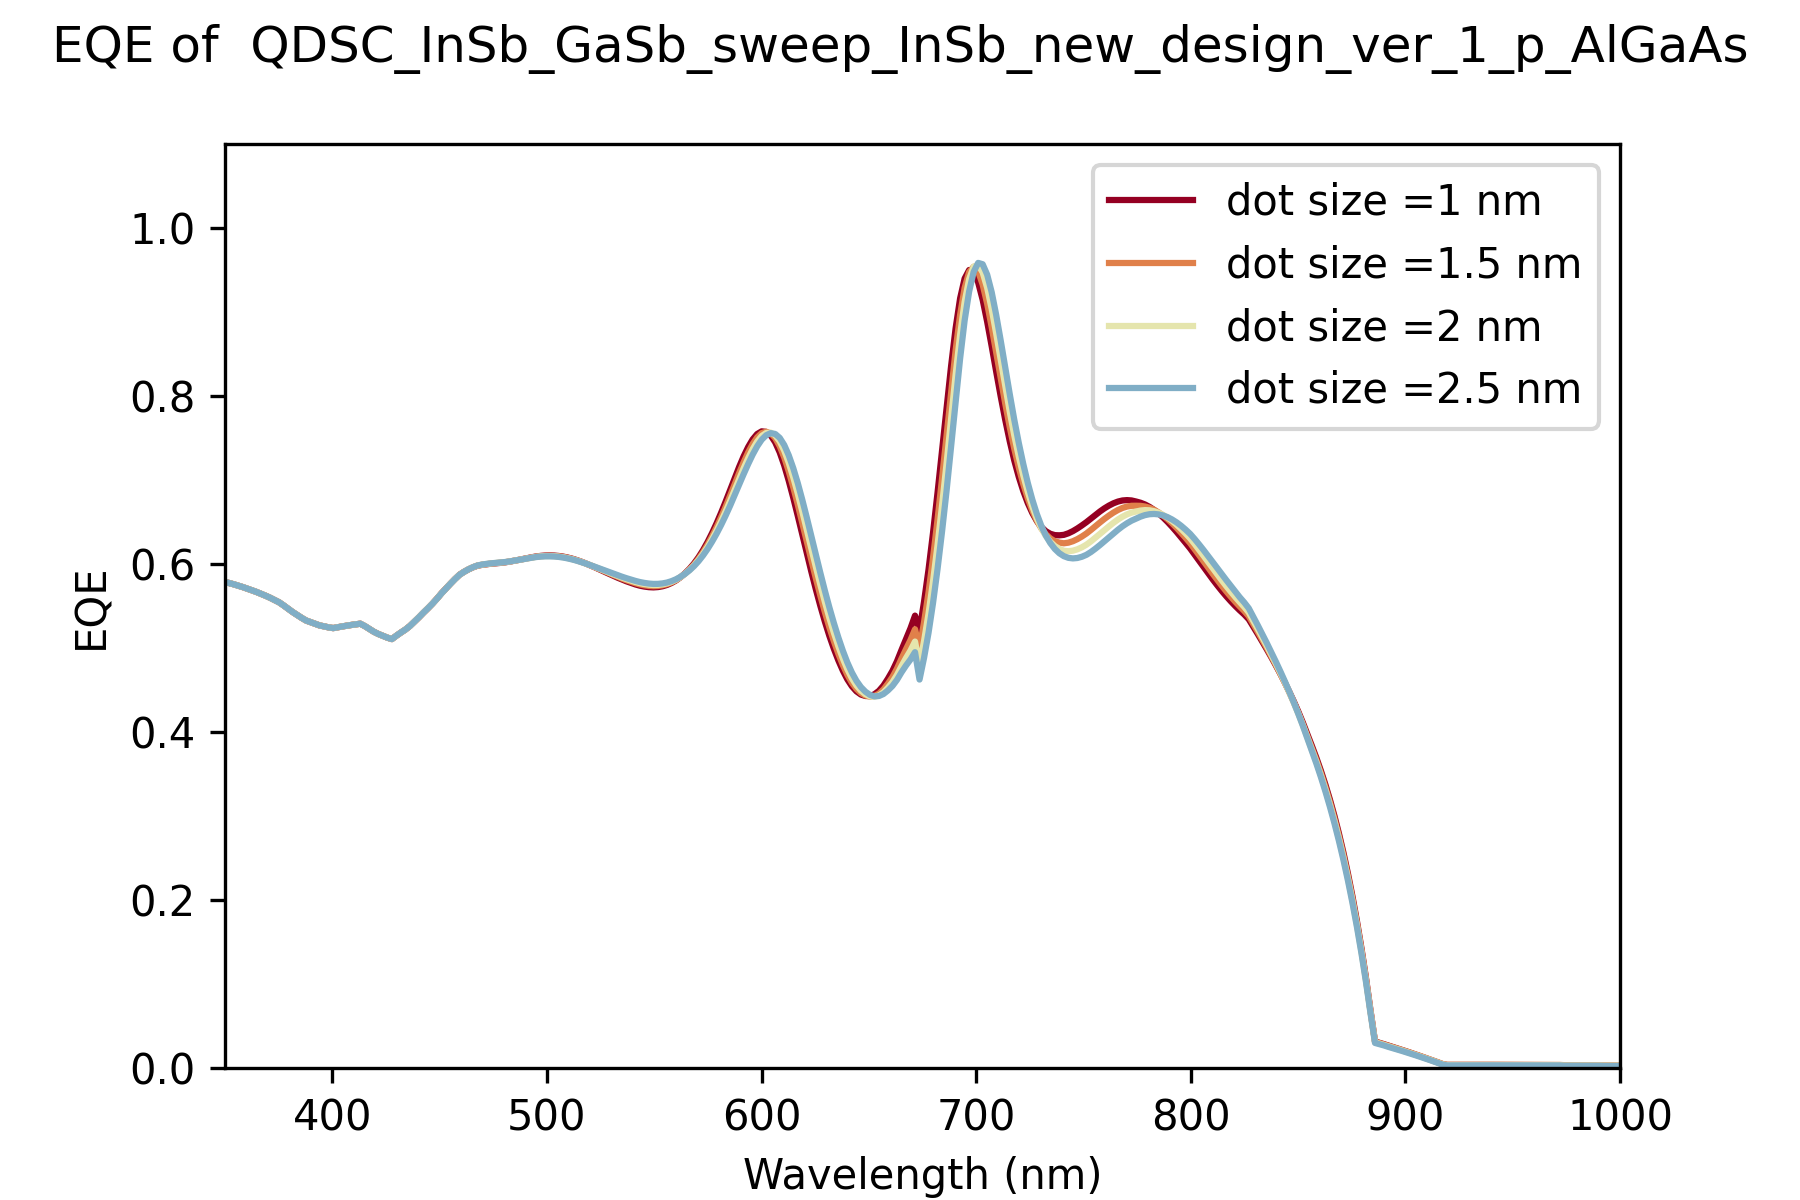 EQE of  QDSC_InSb_GaSb_sweep_InSb_new_design_ver_1_p_AlGaAs
dot size =1 nm
dot size =1.5 nm
dot size =2 nm
dot size =2.5 nm
EQE
1.0
0.8
0.6
0.4
0.2
0.0
400 500 600 700 800 900 1000
Wavelength (nm)